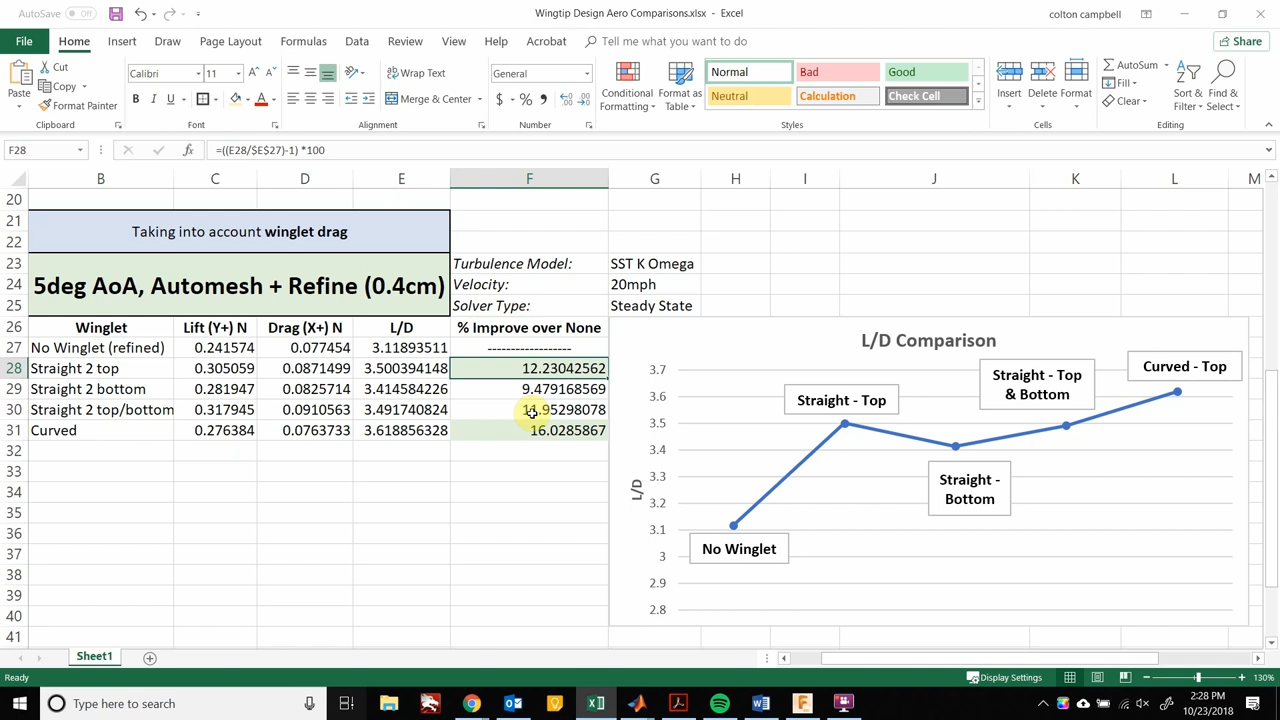 AutoSave Off Wingtip Design Aero Comparisons.xlsx - Excel colton campbell
File Home Insert Draw Page Layout Formulas Data Review View Help Acrobat Tell me what you want to do Share
Paste
Cut
Copy
Format Pa
Calibri 11
B I U
Wrap Text
Merge & Center
General
$ % ,
Conditional Formatting
Format as Table
Normal Bad Good
Neutral Calculation Check Cell
Insert Delete Format
AutoSum
Fill
Clear
Sort & Filter
Find & Select
Clipboard Font Alignment Number Styles Cells Editing
F28 fx =((E28/$E$27)-1) *100
B C D E F G H I J K L M
20
21
22
Taking into account winglet drag
23 Turbulence Model: SST K Omega
24 5deg AoA, Automesh + Refine (0.4cm) Velocity: 20mph
25 Solver Type: Steady State
26 Winglet Lift (Y+) N Drag (X+) N L/D % Improve over None
27 No Winglet (refined) 0.241574 0.077454 3.11893511 -----------------
28 Straight 2 top 0.305059 0.0871499 3.500394148 12.23042562
29 Straight 2 bottom 0.281947 0.0825714 3.414584226 9.479168569
30 Straight 2 top/bottom 0.317945 0.0910563 3.491740824 11.95298078
31 Curved 0.276384 0.0763733 3.618856328 16.0285867
32
33
34
35
36
37
38
39
40
41
L/D Comparison
L/D
3.7
3.6
3.5
3.4
3.3
3.2
3.1
3
2.9
2.8
No Winglet
Straight - Top
Straight -
Bottom
Straight - Top
& Bottom
Curved - Top
Sheet1
Ready Display Settings 130%
Type here to search
2:28 PM
10/23/2018